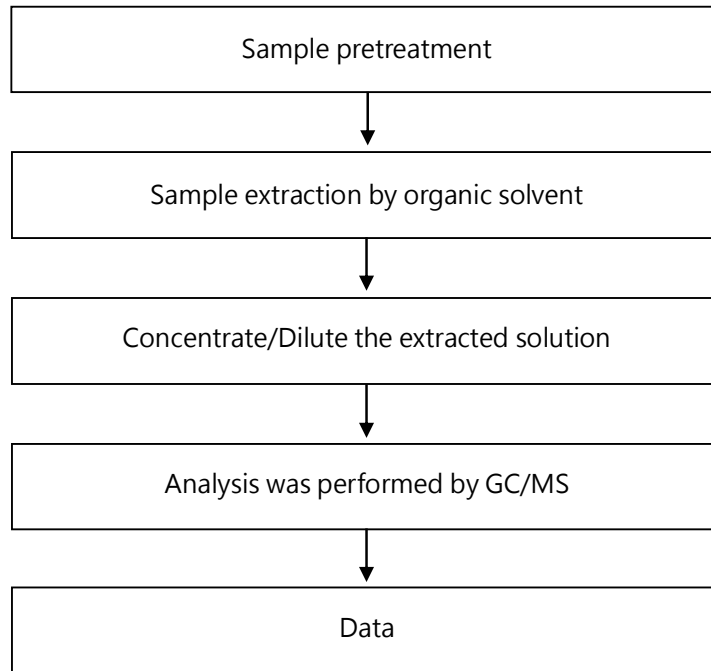 Sample pretreatment
Sample extraction by organic solvent
Concentrate/Dilute the extracted solution
Analysis was performed by GC/MS
Data